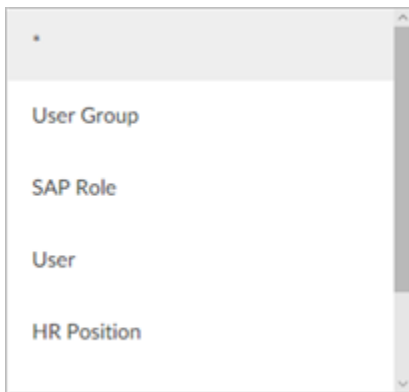 *
User Group
SAP Role
User
HR Position